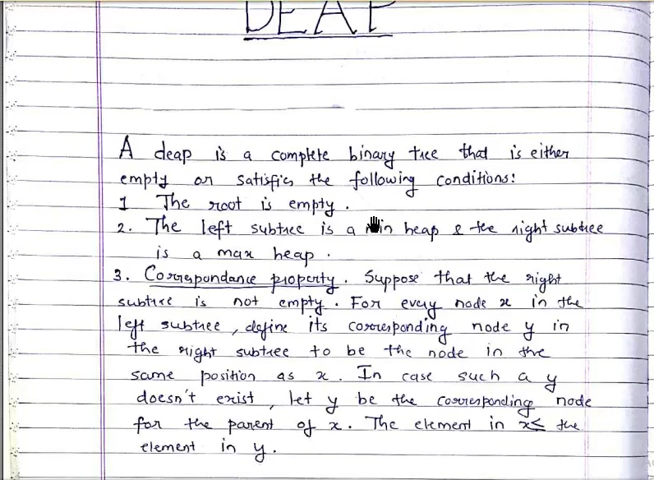 DEAP
A deap is a complete binary tree that is either
empty or satisfies the following conditions:
1 The root is empty.
2. The left subtree is a min heap & the right subtree
is a max heap.
3. Correspondance property. Suppose that the right
subtree is not empty. For every node x in the
left subtree, define its corresponding node y in
the right subtree to be the node in the
same position as x. In case such a y
doesn't exist, let y be the corresponding node
for the parent of x. The element in x≤ the
element in y.